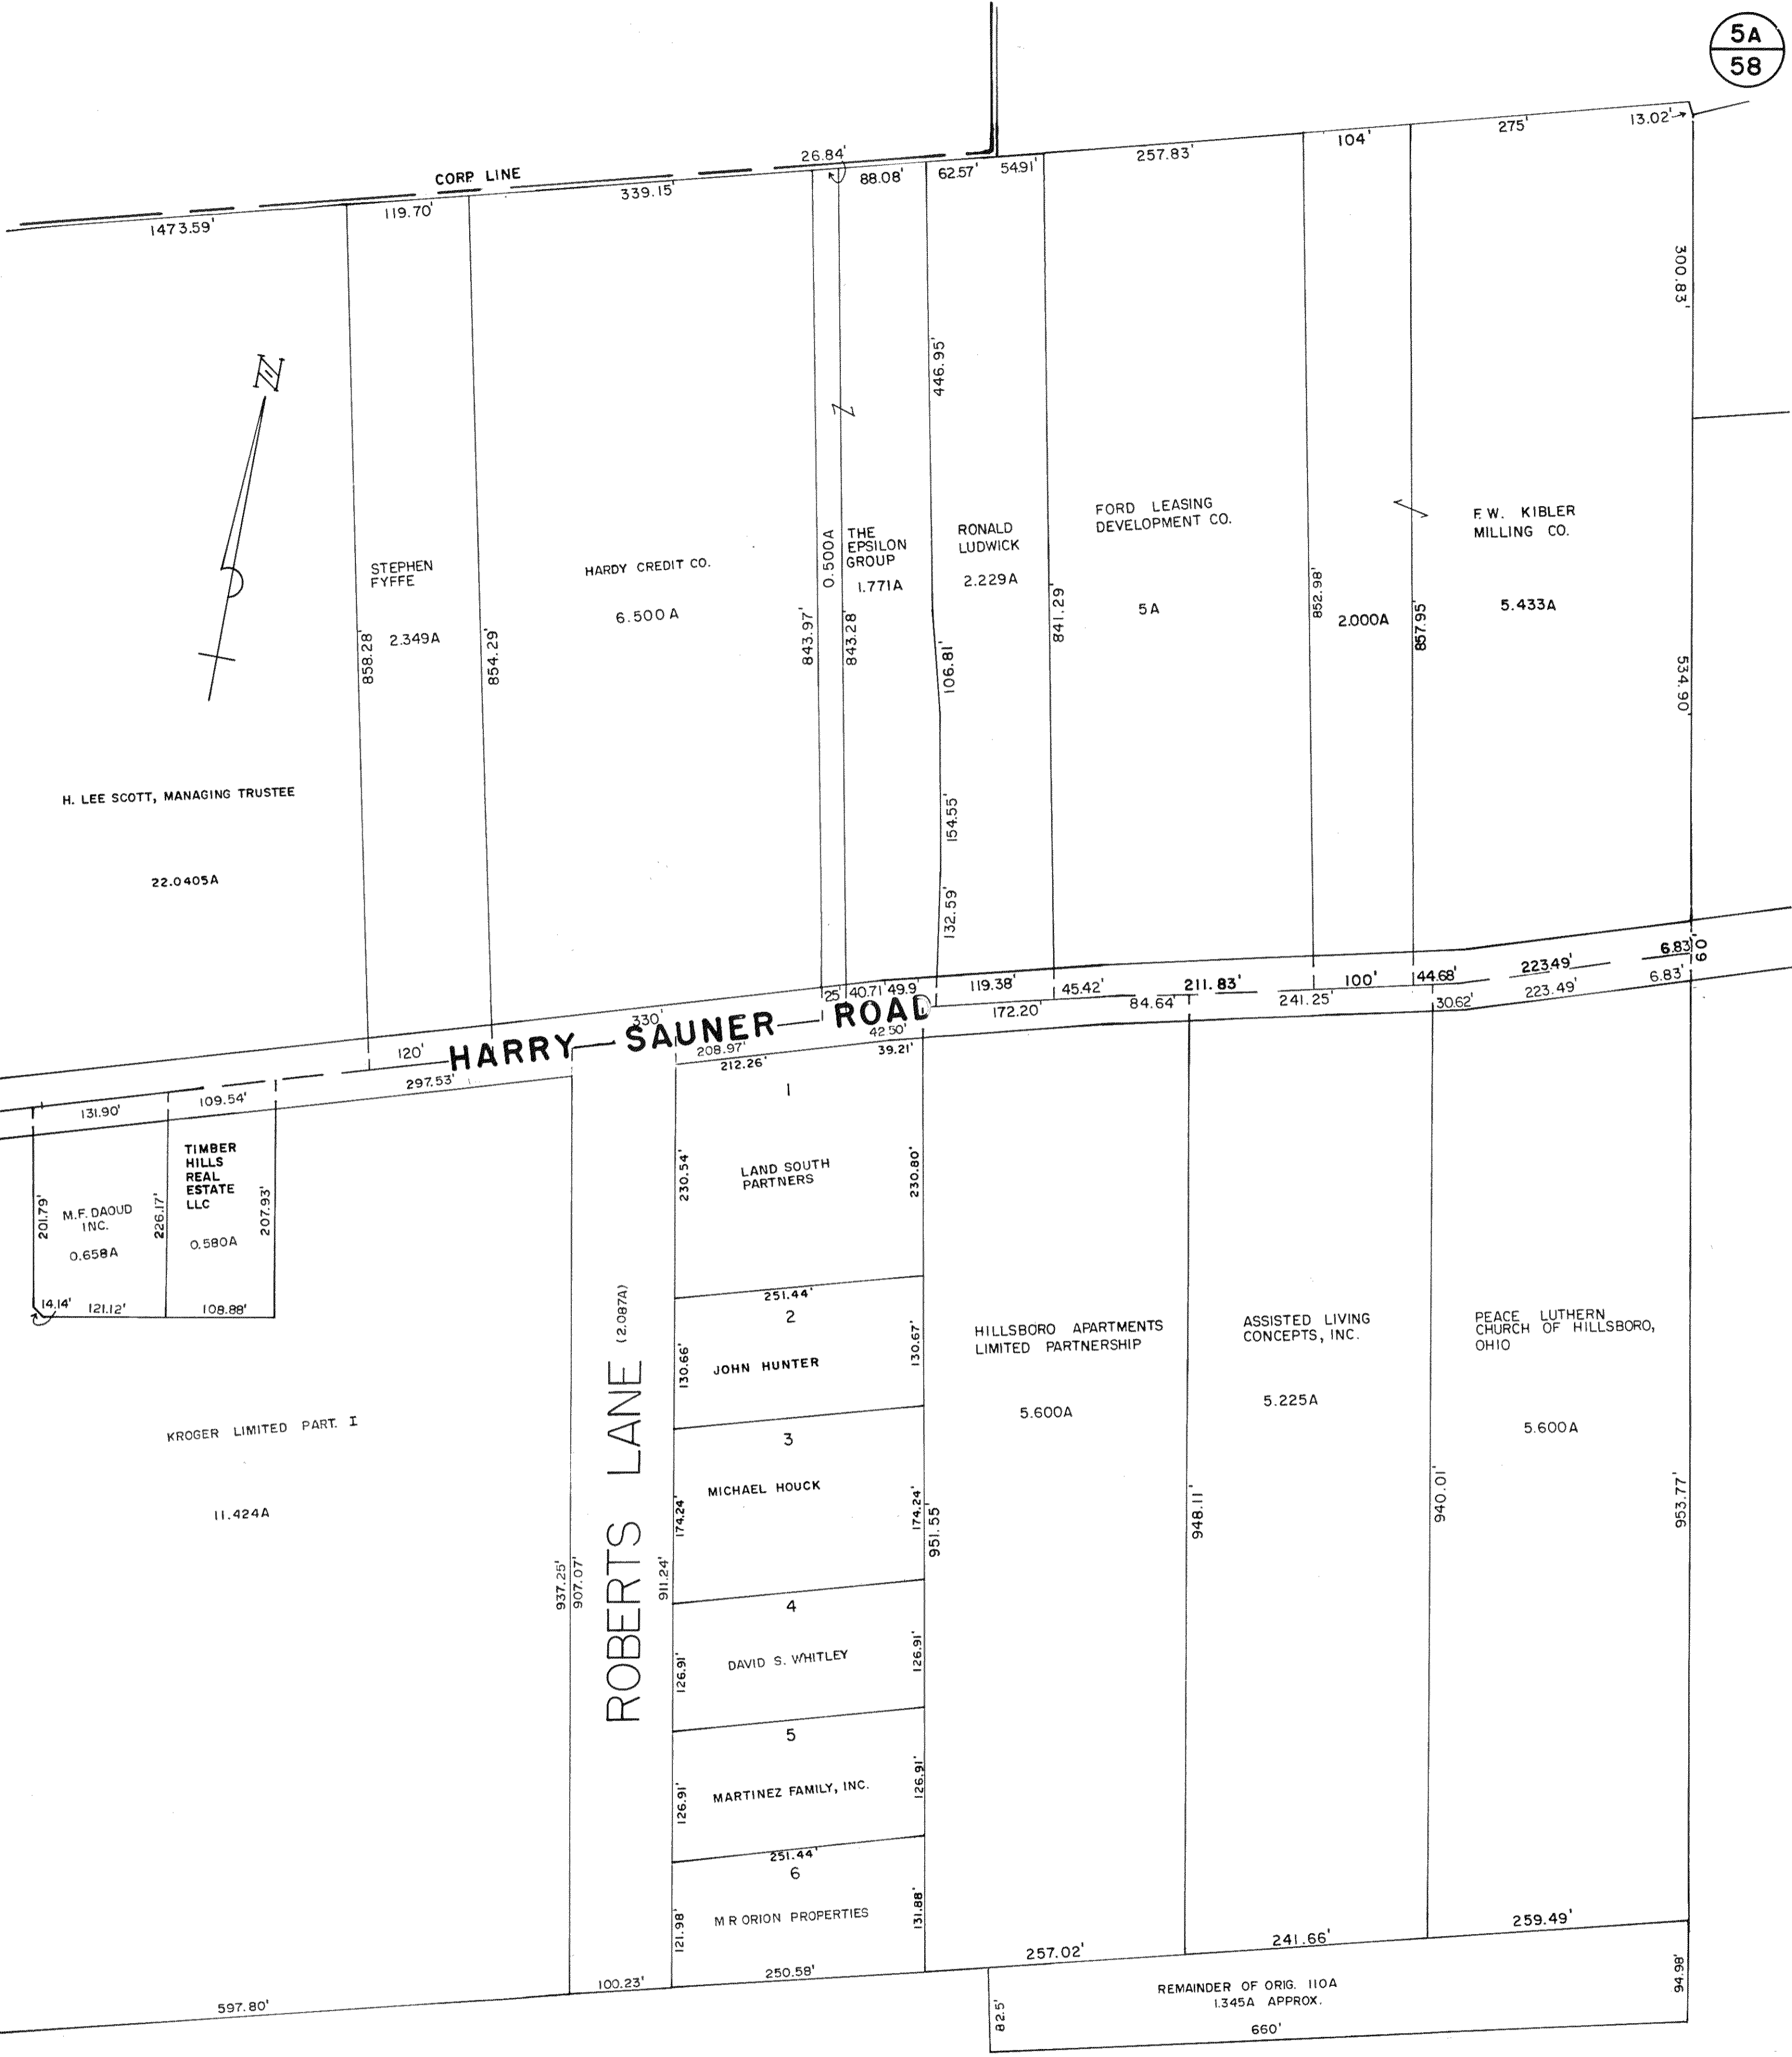 5A
58
CORP LINE
1473.59'
119.70'
339.15'
26.84'
88.08'
62.57'
54.91'
257.83'
104'
275'
13.02'
300.83'
446.95'
N
STEPHEN
FYFFE
2.349A
858.28'
854.29'
HARDY CREDIT CO.
6.500 A
843.97'
0.500A
843.28'
THE
EPSILON
GROUP
1.771A
106.81'
154.55'
132.59'
RONALD
LUDWICK
2.229A
841.29'
FORD LEASING
DEVELOPMENT CO.
5A
852.98'
2.000A
857.95'
F.W. KIBLER
MILLING CO.
5.433A
534.90'
H. LEE SCOTT, MANAGING TRUSTEE
22.0405A
120'
330'
25'
40.71'
49.9'
119.38'
45.42'
211.83'
100'
44.68'
223.49'
6.83'
60'
HARRY SAUNER ROAD
297.53'
208.97'
212.26'
42.50'
39.21'
172.20'
84.64'
241.25'
30.62'
223.49'
6.83'
131.90'
109.54'
201.79'
M.F. DAOUD
INC.
0.658A
226.17'
TIMBER
HILLS
REAL
ESTATE
LLC
0.580A
207.93'
14.14'
121.12'
108.88'
KROGER LIMITED PART. I
11.424A
937.25'
907.07'
ROBERTS LANE (2.087A)
911.24'
1
LAND SOUTH
PARTNERS
230.54'
230.80'
251.44'
2
JOHN HUNTER
130.66'
130.67'
3
MICHAEL HOUCK
174.24'
174.24'
951.55'
4
DAVID S. WHITLEY
126.91'
126.91'
5
MARTINEZ FAMILY, INC.
126.91'
126.91'
251.44'
6
M R ORION PROPERTIES
121.98'
131.88'
HILLSBORO APARTMENTS
LIMITED PARTNERSHIP
5.600A
948.11'
ASSISTED LIVING
CONCEPTS, INC.
5.225A
940.01'
PEACE LUTHERN
CHURCH OF HILLSBORO,
OHIO
5.600A
953.77'
597.80'
100.23'
250.58'
257.02'
241.66'
259.49'
82.5'
REMAINDER OF ORIG. 110A
1.345A APPROX.
660'
94.98'